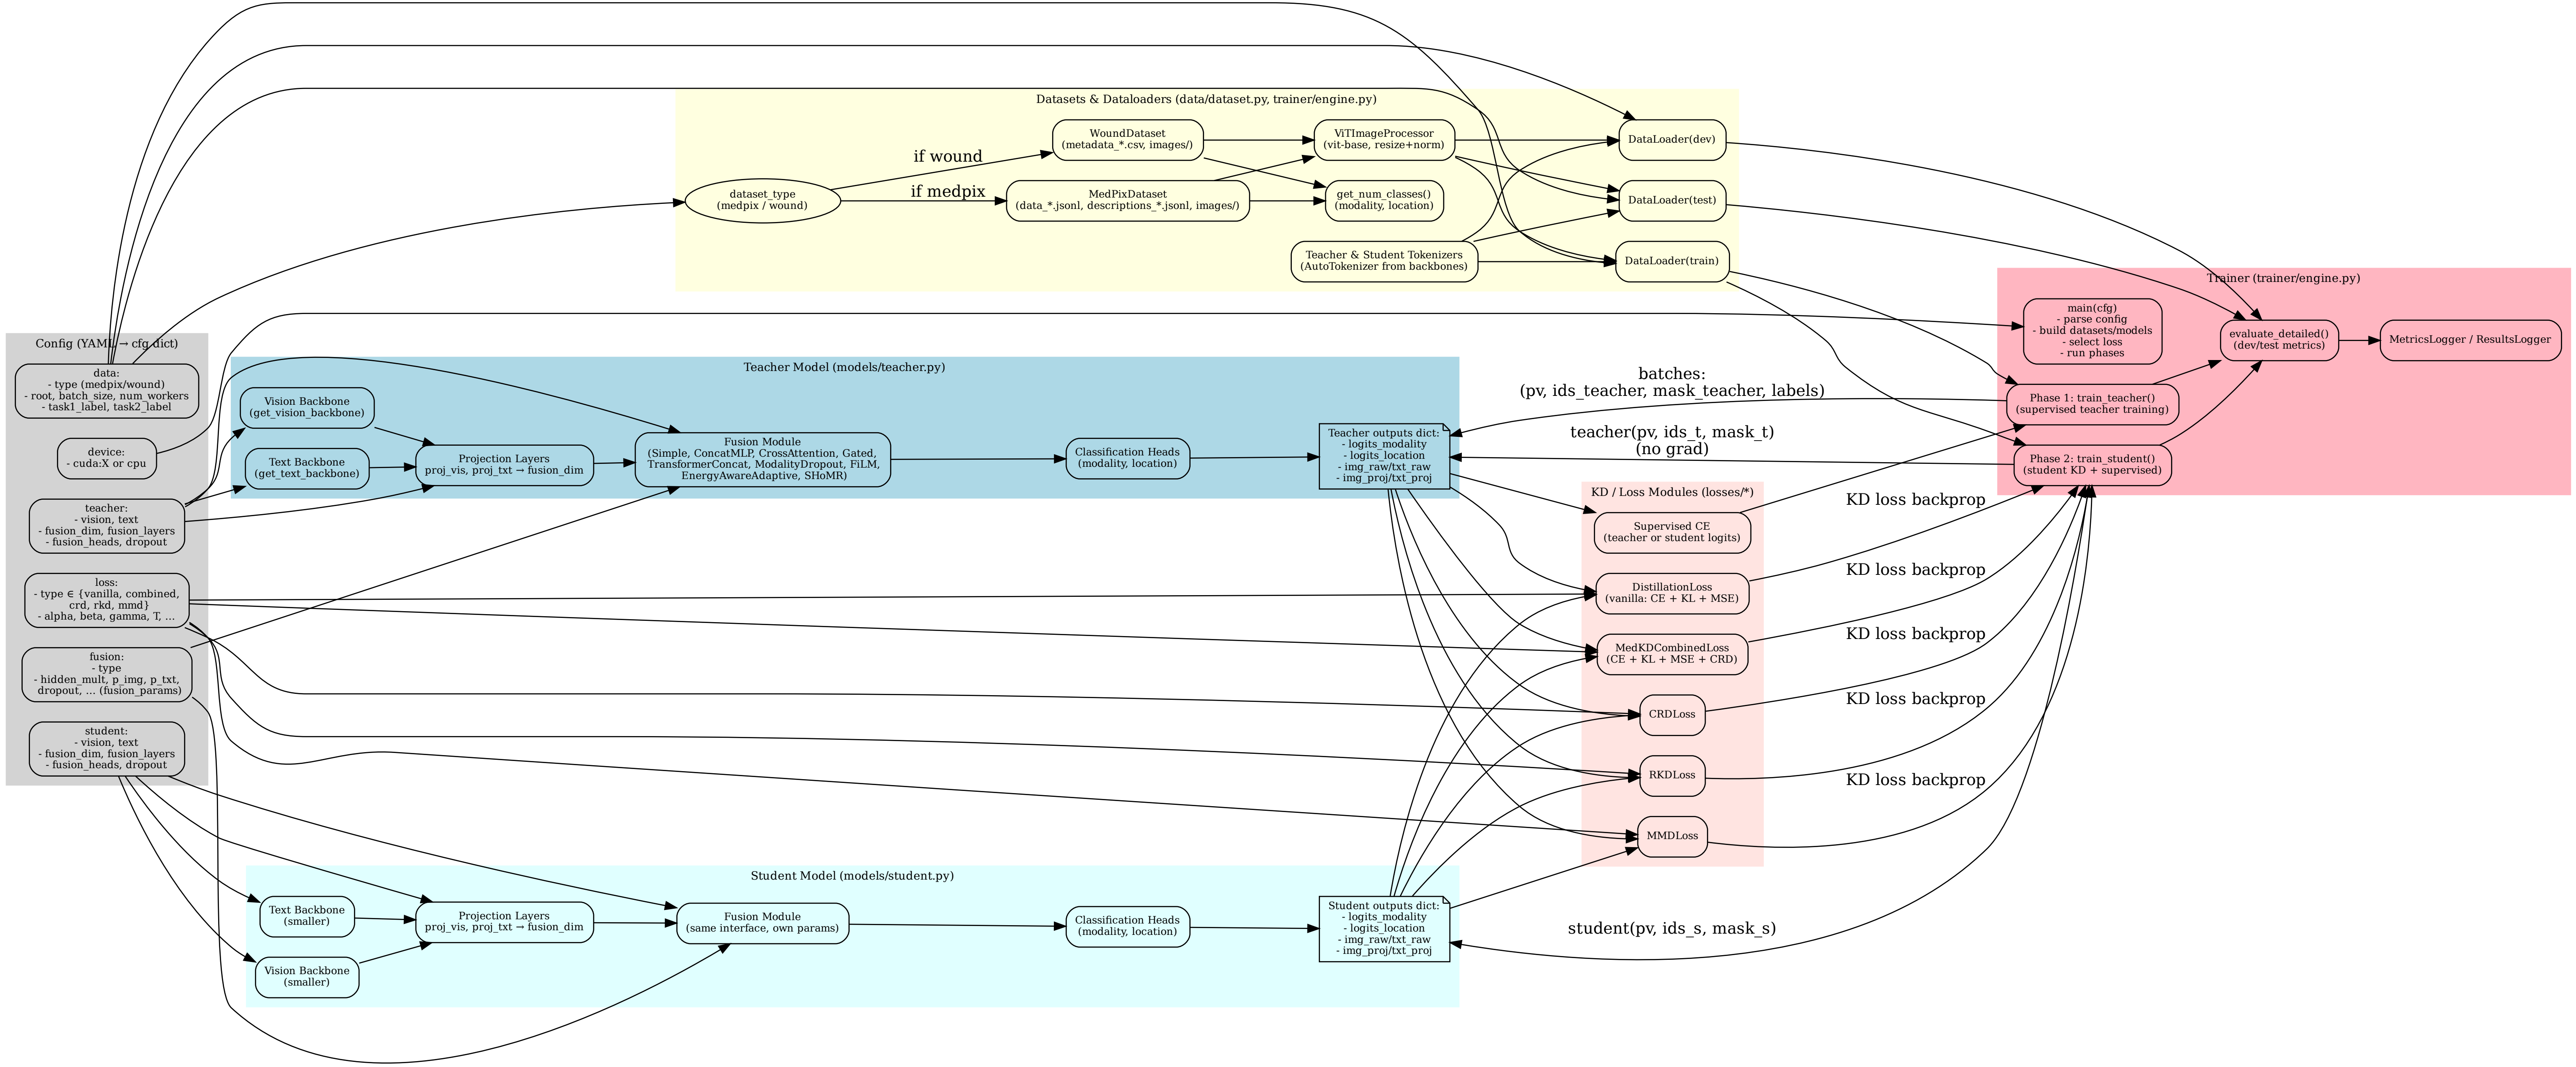 Config (YAML → cfg dict)
data:
- type (medpix/wound)
- root, batch_size, num_workers
- task1_label, task2_label
device:
- cuda:X or cpu
teacher:
- vision, text
- fusion_dim, fusion_layers
- fusion_heads, dropout
loss:
- type ∈ {vanilla, combined,
crd, rkd, mmd}
- alpha, beta, gamma, T, ...
fusion:
- type
- hidden_mult, p_img, p_txt,
dropout, ... (fusion_params)
student:
- vision, text
- fusion_dim, fusion_layers
- fusion_heads, dropout
Datasets & Dataloaders (data/dataset.py, trainer/engine.py)
dataset_type
(medpix / wound)
if wound
if medpix
WoundDataset
(metadata_*.csv, images/)
MedPixDataset
(data_*.jsonl, descriptions_*.jsonl, images/)
ViTImageProcessor
(vit-base, resize+norm)
get_num_classes()
(modality, location)
Teacher & Student Tokenizers
(AutoTokenizer from backbones)
DataLoader(dev)
DataLoader(test)
DataLoader(train)
Teacher Model (models/teacher.py)
Vision Backbone
(get_vision_backbone)
Text Backbone
(get_text_backbone)
Projection Layers
proj_vis, proj_txt → fusion_dim
Fusion Module
(Simple, ConcatMLP, CrossAttention, Gated,
TransformerConcat, ModalityDropout, FiLM,
EnergyAwareAdaptive, SHoMR)
Classification Heads
(modality, location)
Teacher outputs dict:
- logits_modality
- logits_location
- img_raw/txt_raw
- img_proj/txt_proj
batches:
(pv, ids_teacher, mask_teacher, labels)
teacher(pv, ids_t, mask_t)
(no grad)
KD / Loss Modules (losses/*)
Supervised CE
(teacher or student logits)
DistillationLoss
(vanilla: CE + KL + MSE)
MedKDCombinedLoss
(CE + KL + MSE + CRD)
CRDLoss
RKDLoss
MMDLoss
KD loss backprop
KD loss backprop
KD loss backprop
KD loss backprop
KD loss backprop
Trainer (trainer/engine.py)
main(cfg)
- parse config
- build datasets/models
- select loss
- run phases
Phase 1: train_teacher()
(supervised teacher training)
Phase 2: train_student()
(student KD + supervised)
evaluate_detailed()
(dev/test metrics)
MetricsLogger / ResultsLogger
Student Model (models/student.py)
Text Backbone
(smaller)
Vision Backbone
(smaller)
Projection Layers
proj_vis, proj_txt → fusion_dim
Fusion Module
(same interface, own params)
Classification Heads
(modality, location)
Student outputs dict:
- logits_modality
- logits_location
- img_raw/txt_raw
- img_proj/txt_proj
student(pv, ids_s, mask_s)